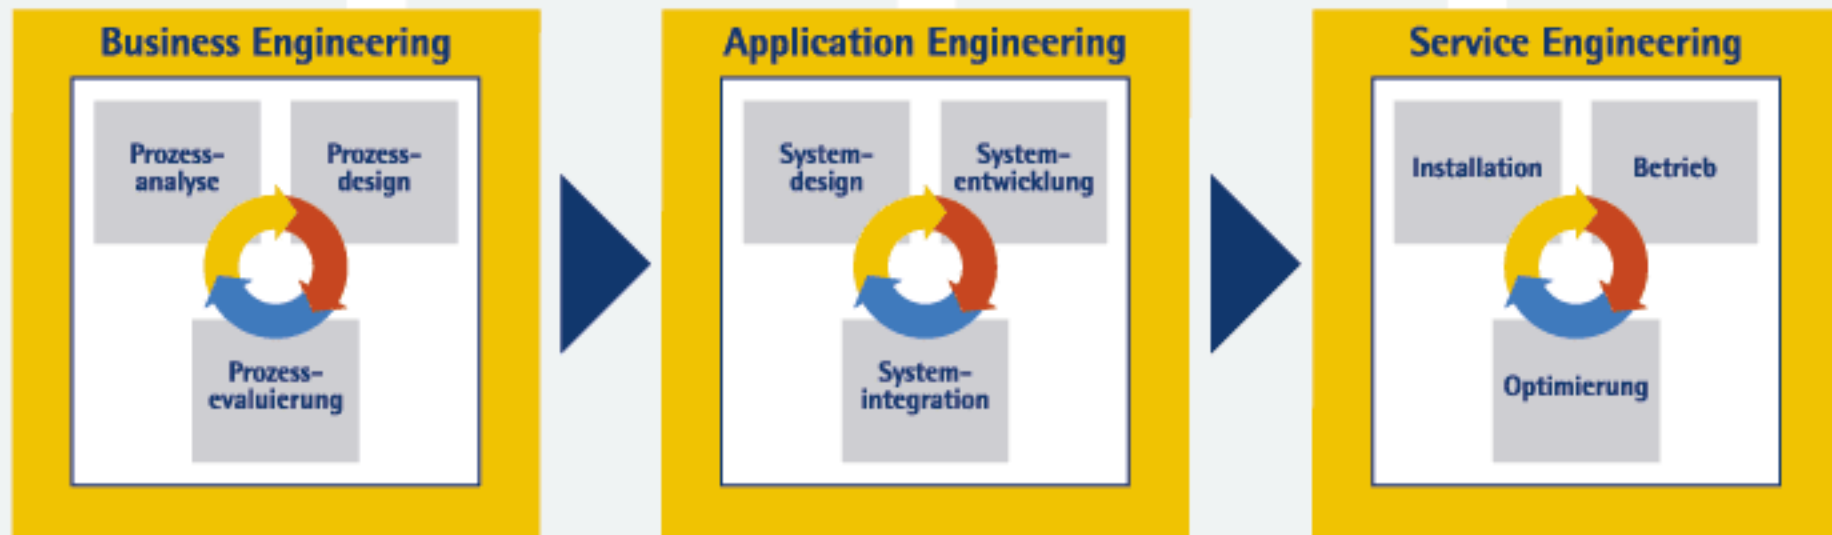 Business Engineering
Prozess-
analyse
Prozess-
design
Prozess-
evaluierung
Application Engineering
System-
design
System-
entwicklung
System-
integration
Service Engineering
Installation
Betrieb
Optimierung